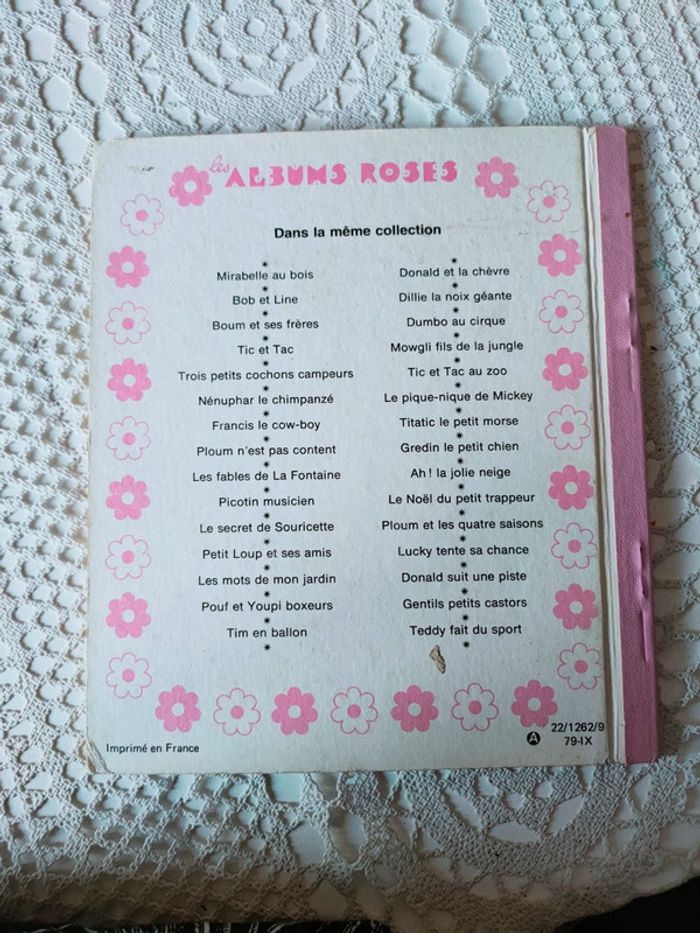 les ALBUMS ROSES
Dans la même collection
Mirabelle au bois
Bob et Line
Boum et ses frères
Tic et Tac
Trois petits cochons campeurs
Nénuphar le chimpanzé
Francis le cow-boy
Ploum n'est pas content
Les fables de La Fontaine
Picotin musicien
Le secret de Souricette
Petit Loup et ses amis
Les mots de mon jardin
Pouf et Youpi boxeurs
Tim en ballon
Donald et la chèvre
Dillie la noix géante
Dumbo au cirque
Mowgli fils de la jungle
Tic et Tac au zoo
Le pique-nique de Mickey
Titatic le petit morse
Gredin le petit chien
Ah ! la jolie neige
Le Noël du petit trappeur
Ploum et les quatre saisons
Lucky tente sa chance
Donald suit une piste
Gentils petits castors
Teddy fait du sport
Imprimé en France
A 22/1262/9
79-IX